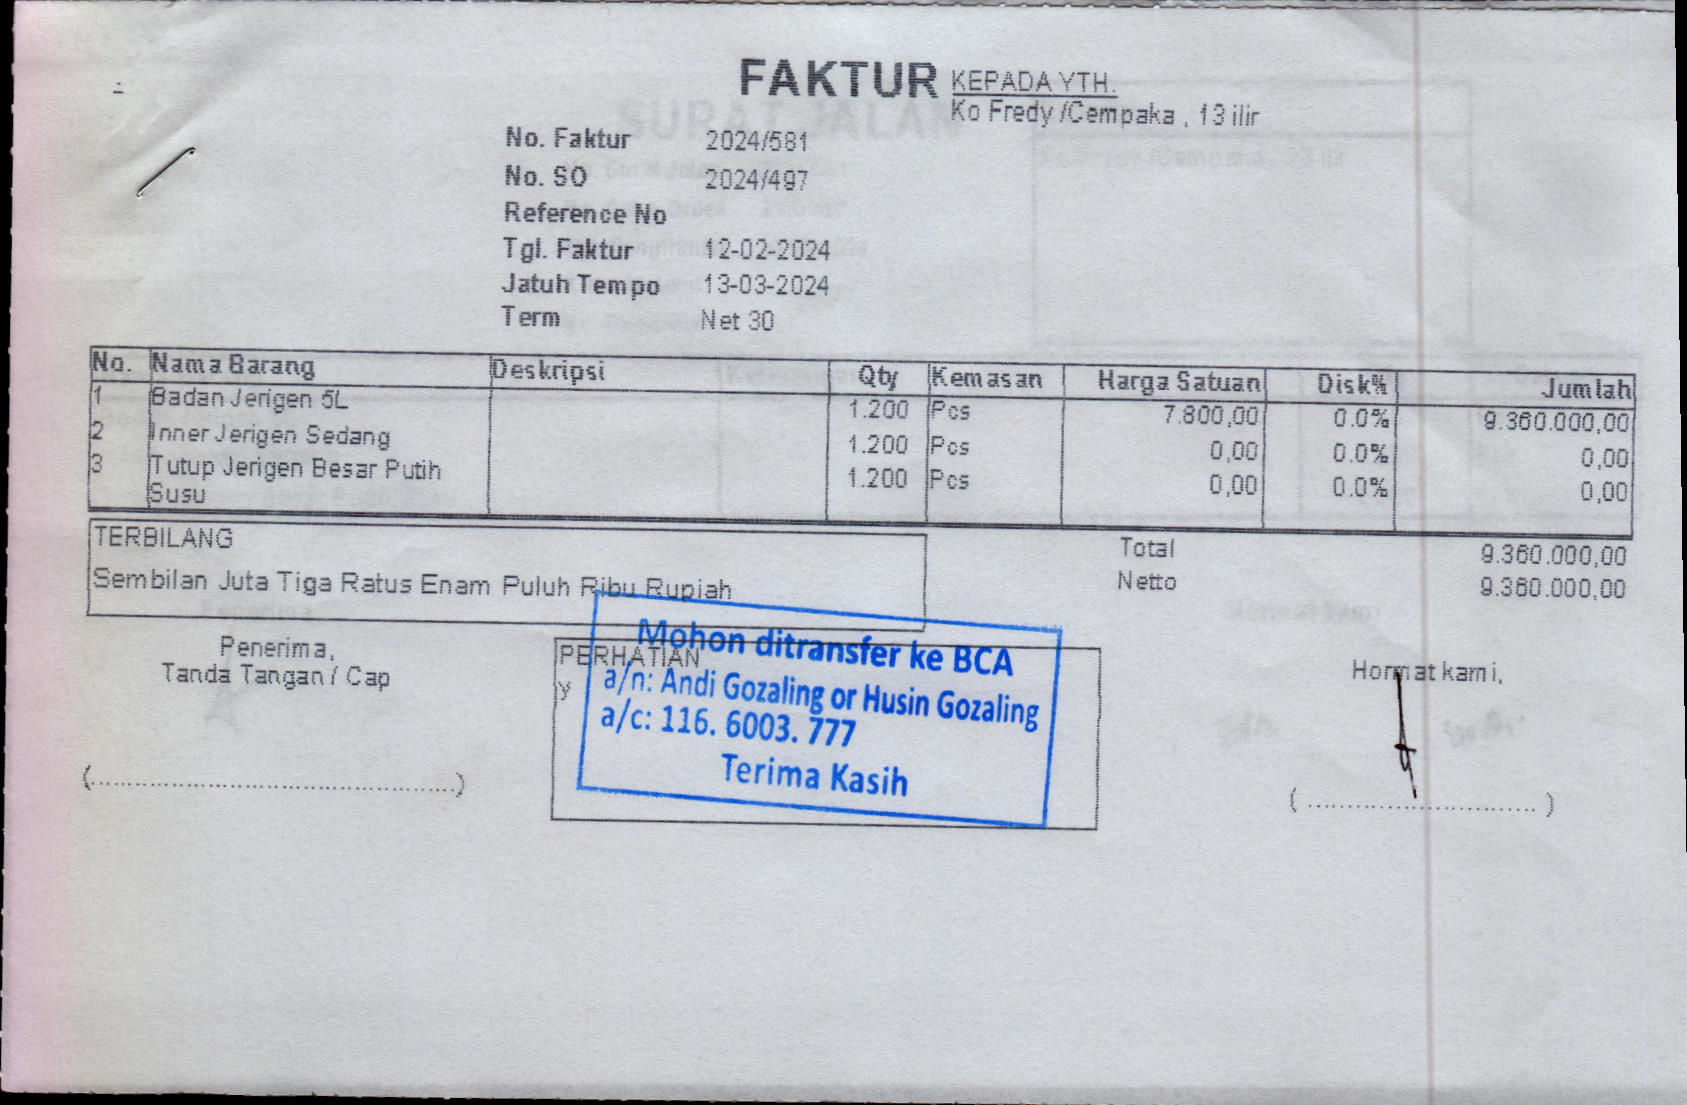 FAKTUR
KEPADA YTH.
Ko Fredy /Cempaka , 13 ilir
No. Faktur 2024/581
No. SO 2024/497
Reference No
Tgl. Faktur 12-02-2024
Jatuh Tempo 13-03-2024
Term Net 30
No. Nama Barang Deskripsi Qty Kemasan Harga Satuan Disk% Jumlah
1 Badan Jerigen 5L 1.200 Pcs 7.800,00 0.0% 9.360.000,00
2 Inner Jerigen Sedang 1.200 Pcs 0,00 0.0% 0,00
3 Tutup Jerigen Besar Putih 1.200 Pcs 0,00 0.0% 0,00
Susu
TERBILANG
Sembilan Juta Tiga Ratus Enam Puluh Ribu Rupiah
Total 9.360.000,00
Netto 9.360.000,00
Penerima,
Tanda Tangan / Cap
(..............................................)
PERHATIAN
y
Mohon ditransfer ke BCA
a/n: Andi Gozaling or Husin Gozaling
a/c: 116. 6003. 777
Terima Kasih
Hormat kami,
( ............................. )
SURAT JALAN